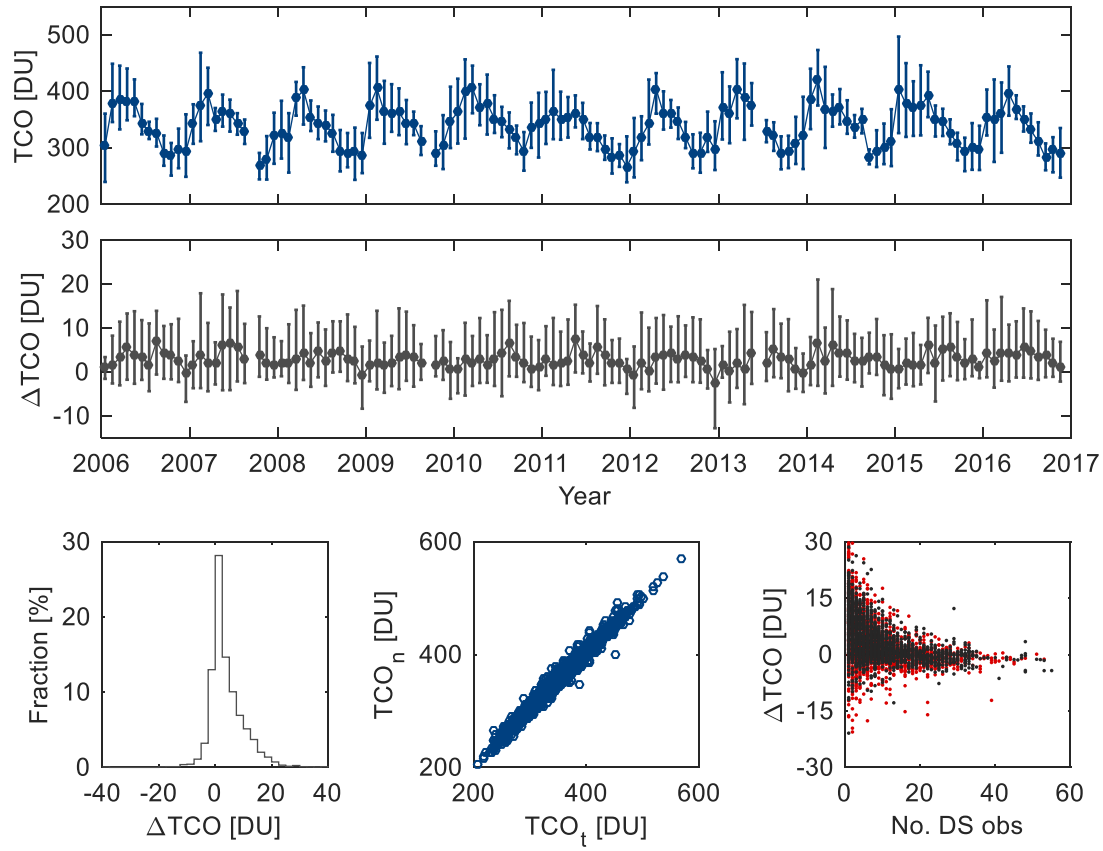 TCO [DU]
500
400
300
200
ΔTCO [DU]
30
20
10
0
-10
2006 2007 2008 2009 2010 2011 2012 2013 2014 2015 2016 2017
Year
Fraction [%]
30
20
10
0
-40 -20 0 20 40
ΔTCO [DU]
TCOn [DU]
600
400
200
200 400 600
TCOt [DU]
ΔTCO [DU]
30
15
0
-15
-30
0 20 40 60
No. DS obs